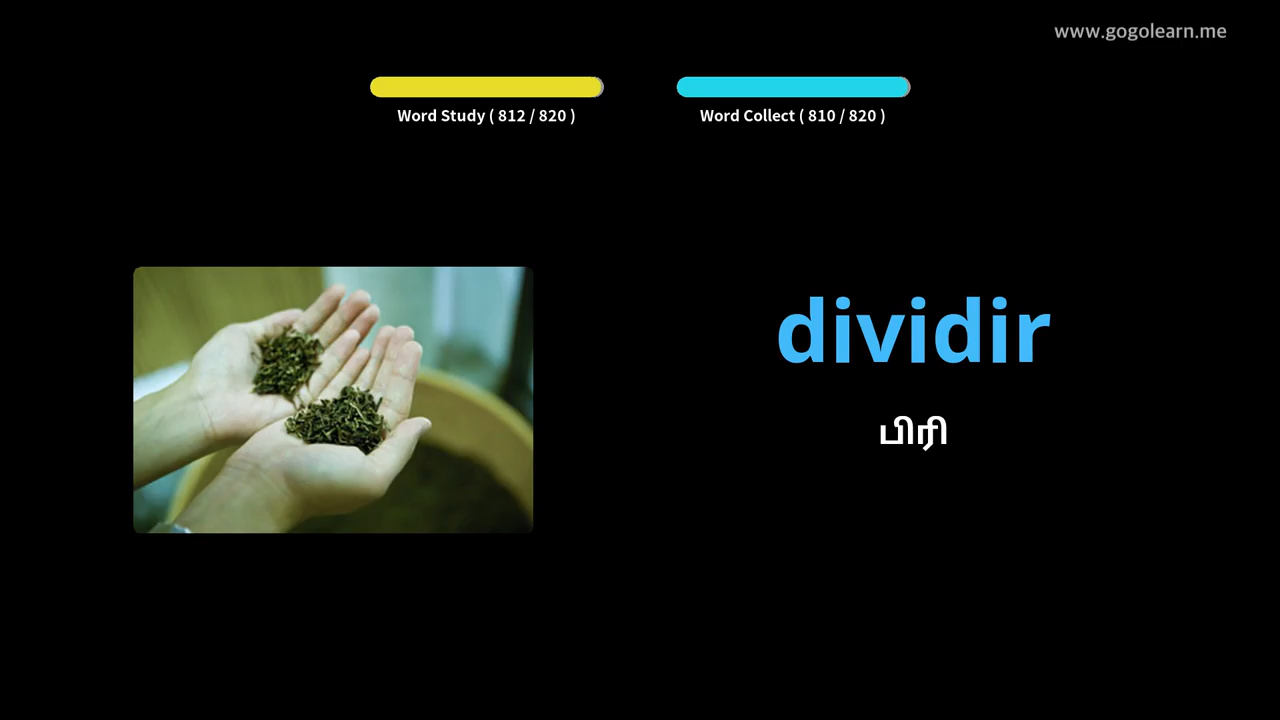 www.gogolearn.me
Word Study ( 812 / 820 )
Word Collect ( 810 / 820 )
dividir
பிரி